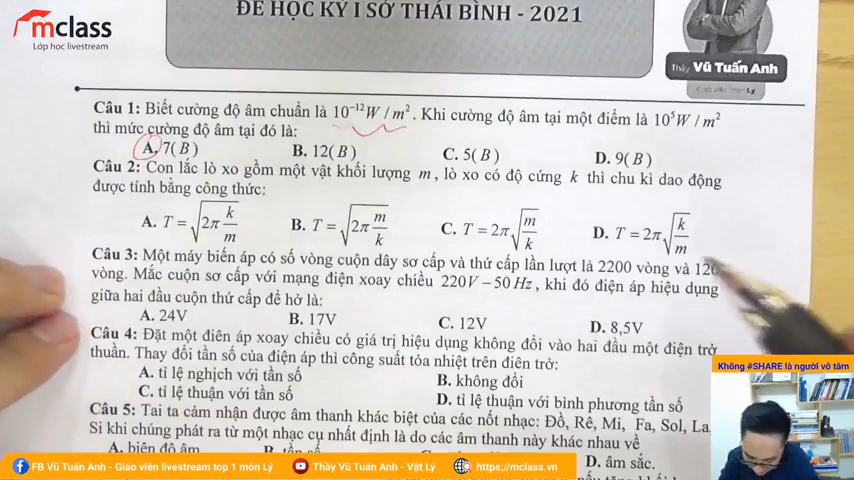 mclass
Lớp học livestream
ĐỀ HỌC KỲ I SỞ THÁI BÌNH - 2021
Thầy Vũ Tuấn Anh
Câu 1: Biết cường độ âm chuẩn là 10⁻¹²W / m². Khi cường độ âm tại một điểm là 10⁵W / m²
thì mức cường độ âm tại đó là:
A. 7(B) B. 12(B) C. 5(B) D. 9(B)
Câu 2: Con lắc lò xo gồm một vật khối lượng m, lò xo có độ cứng k thì chu kì dao động
được tính bằng công thức:
A. T = √(2π k/m) B. T = √(2π m/k) C. T = 2π√(m/k) D. T = 2π√(k/m)
Câu 3: Một máy biến áp có số vòng cuộn dây sơ cấp và thứ cấp lần lượt là 2200 vòng và 120
vòng. Mắc cuộn sơ cấp với mạng điện xoay chiều 220V – 50 Hz, khi đó điện áp hiệu dụng
giữa hai đầu cuộn thứ cấp để hở là:
A. 24V B. 17V C. 12V D. 8,5V
Câu 4: Đặt một điên áp xoay chiều có giá trị hiệu dụng không đổi vào hai đầu một điện trở
thuần. Thay đổi tần số của điện áp thì công suất tỏa nhiệt trên điên trở:
A. tỉ lệ nghịch với tần số B. không đổi
C. tỉ lệ thuận với tần số D. tỉ lệ thuận với bình phương tần số
Câu 5: Tai ta cảm nhận được âm thanh khác biệt của các nốt nhạc: Đồ, Rê, Mi, Fa, Sol, La
Si khi chúng phát ra từ một nhạc cụ nhất định là do các âm thanh này khác nhau về
A. biên độ âm B. tần số D. âm sắc.
Không #SHARE là người vô tâm
FB Vũ Tuấn Anh - Giáo viên livestream top 1 môn Lý Thầy Vũ Tuấn Anh - Vật Lý https://mclass.vn